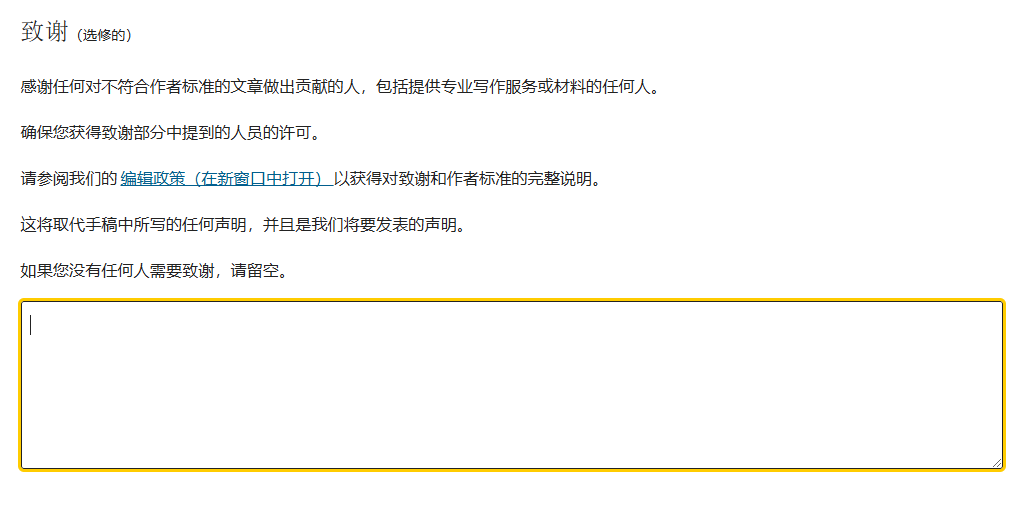 致谢（选修的）
感谢任何对不符合作者标准的文章做出贡献的人，包括提供专业写作服务或材料的任何人。
确保您获得致谢部分中提到的人员的许可。
请参阅我们的 编辑政策（在新窗口中打开） 以获得对致谢和作者标准的完整说明。
这将取代手稿中所写的任何声明，并且是我们将要发表的声明。
如果您没有任何人需要致谢，请留空。